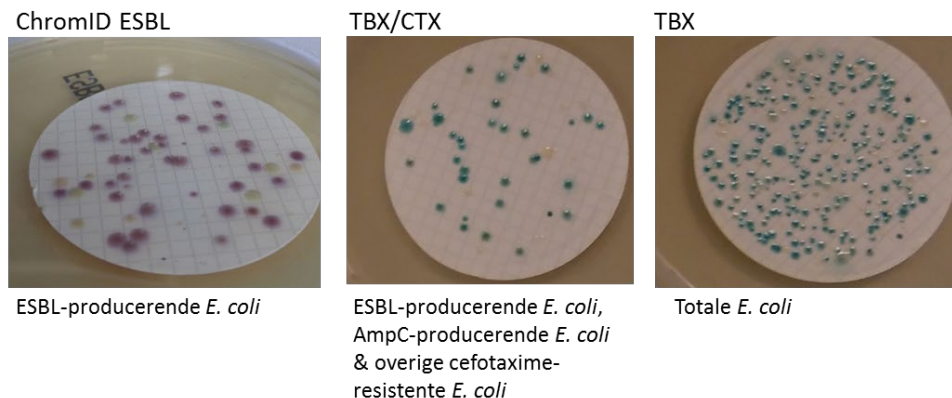 ChromID ESBL
TBX/CTX
TBX
ESBL
ESBL-producerende E. coli
ESBL-producerende E. coli,
AmpC-producerende E. coli
& overige cefotaxime-
resistente E. coli
Totale E. coli